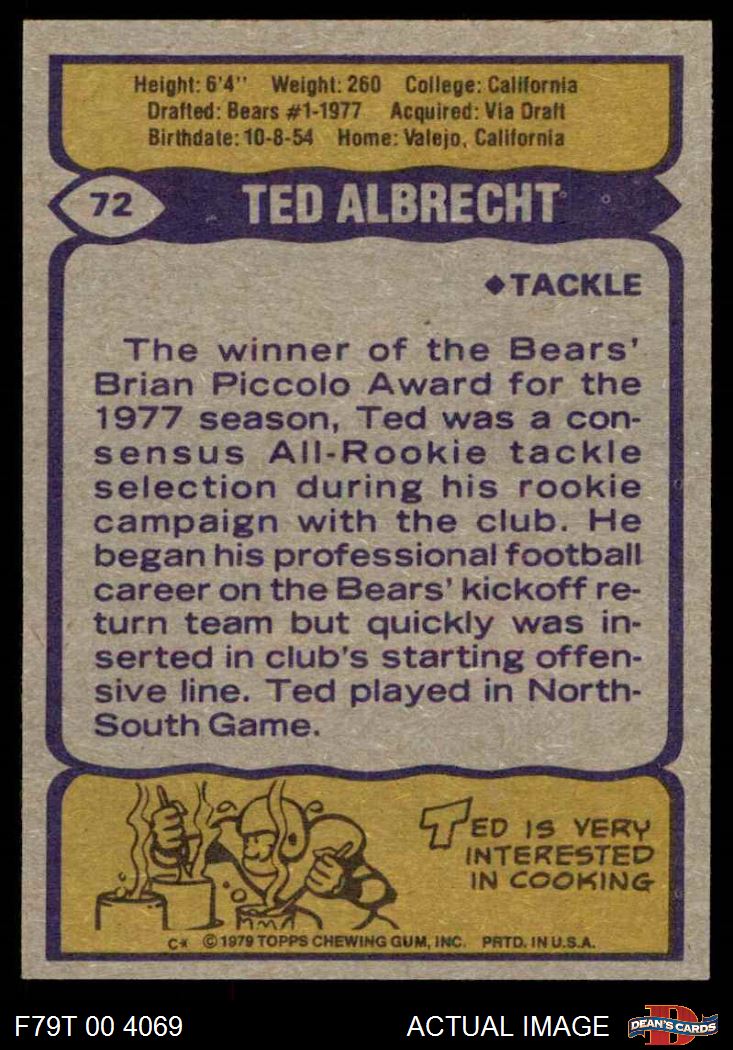 Height: 6'4'' Weight: 260 College: California
Drafted: Bears #1-1977 Acquired: Via Draft
Birthdate: 10-8-54 Home: Valejo, California
72
TED ALBRECHT
◆TACKLE
The winner of the Bears'
Brian Piccolo Award for the
1977 season, Ted was a con-
sensus All-Rookie tackle
selection during his rookie
campaign with the club. He
began his professional football
career on the Bears' kickoff re-
turn team but quickly was in-
serted in club's starting offen-
sive line. Ted played in North-
South Game.
TED IS VERY
INTERESTED
IN COOKING
C* © 1979 TOPPS CHEWING GUM, INC. PRTD. IN U.S.A.
F79T 00 4069
ACTUAL IMAGE
D
DEAN'S CARDS